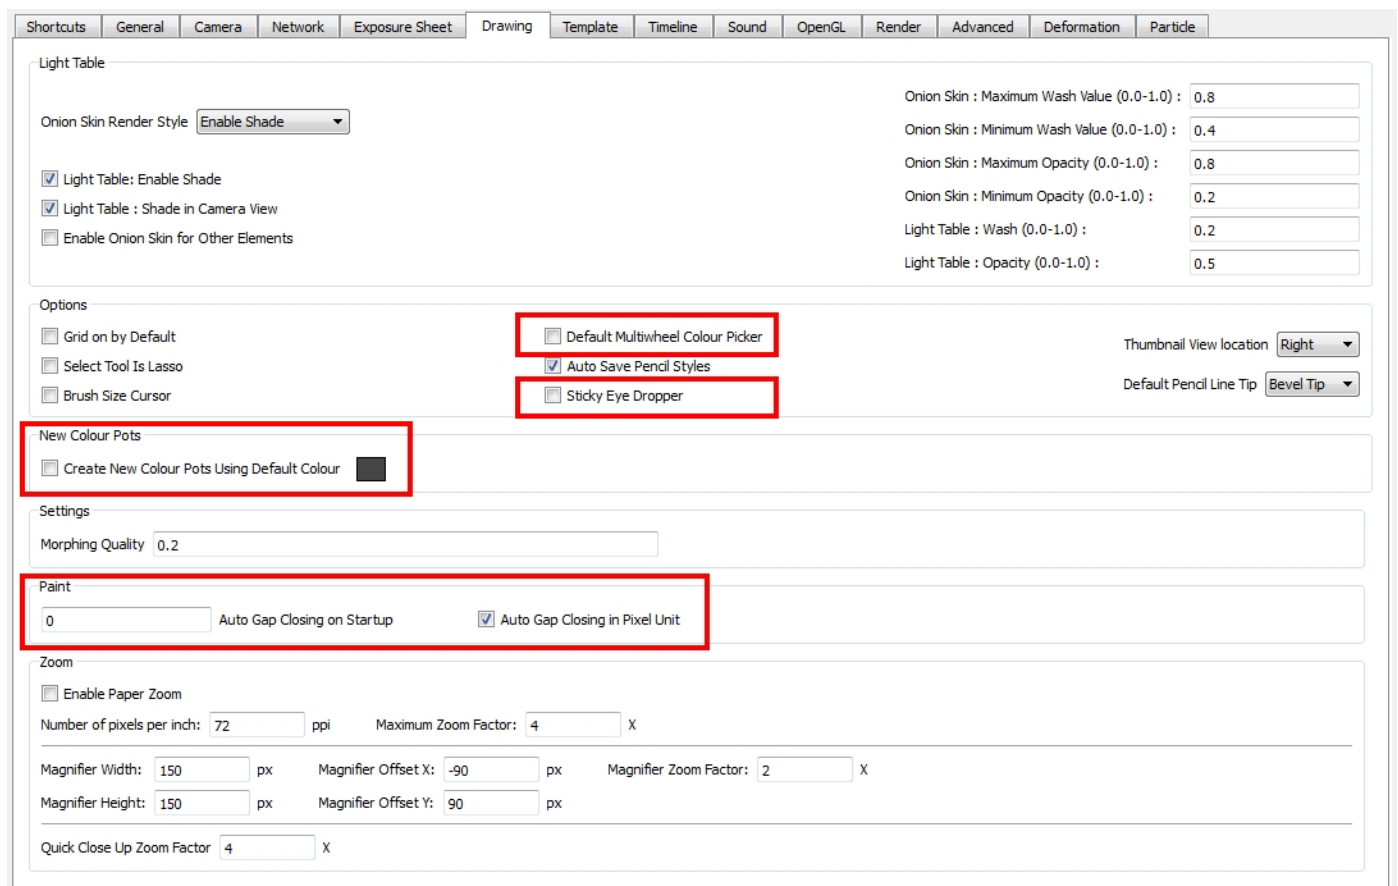 Shortcuts General Camera Network Exposure Sheet Drawing Template Timeline Sound OpenGL Render Advanced Deformation Particle
Light Table
Onion Skin Render Style Enable Shade
Light Table: Enable Shade
Light Table : Shade in Camera View
Enable Onion Skin for Other Elements
Onion Skin : Maximum Wash Value (0.0-1.0) : 0.8
Onion Skin : Minimum Wash Value (0.0-1.0) : 0.4
Onion Skin : Maximum Opacity (0.0-1.0) : 0.8
Onion Skin : Minimum Opacity (0.0-1.0) : 0.2
Light Table : Wash (0.0-1.0) : 0.2
Light Table : Opacity (0.0-1.0) : 0.5
Options
Grid on by Default
Select Tool Is Lasso
Brush Size Cursor
Default Multiwheel Colour Picker
Auto Save Pencil Styles
Sticky Eye Dropper
Thumbnail View location Right
Default Pencil Line Tip Bevel Tip
New Colour Pots
Create New Colour Pots Using Default Colour
Settings
Morphing Quality 0.2
Paint
0 Auto Gap Closing on Startup Auto Gap Closing in Pixel Unit
Zoom
Enable Paper Zoom
Number of pixels per inch: 72 ppi Maximum Zoom Factor: 4 X
Magnifier Width: 150 px Magnifier Offset X: -90 px Magnifier Zoom Factor: 2 X
Magnifier Height: 150 px Magnifier Offset Y: 90 px
Quick Close Up Zoom Factor 4 X